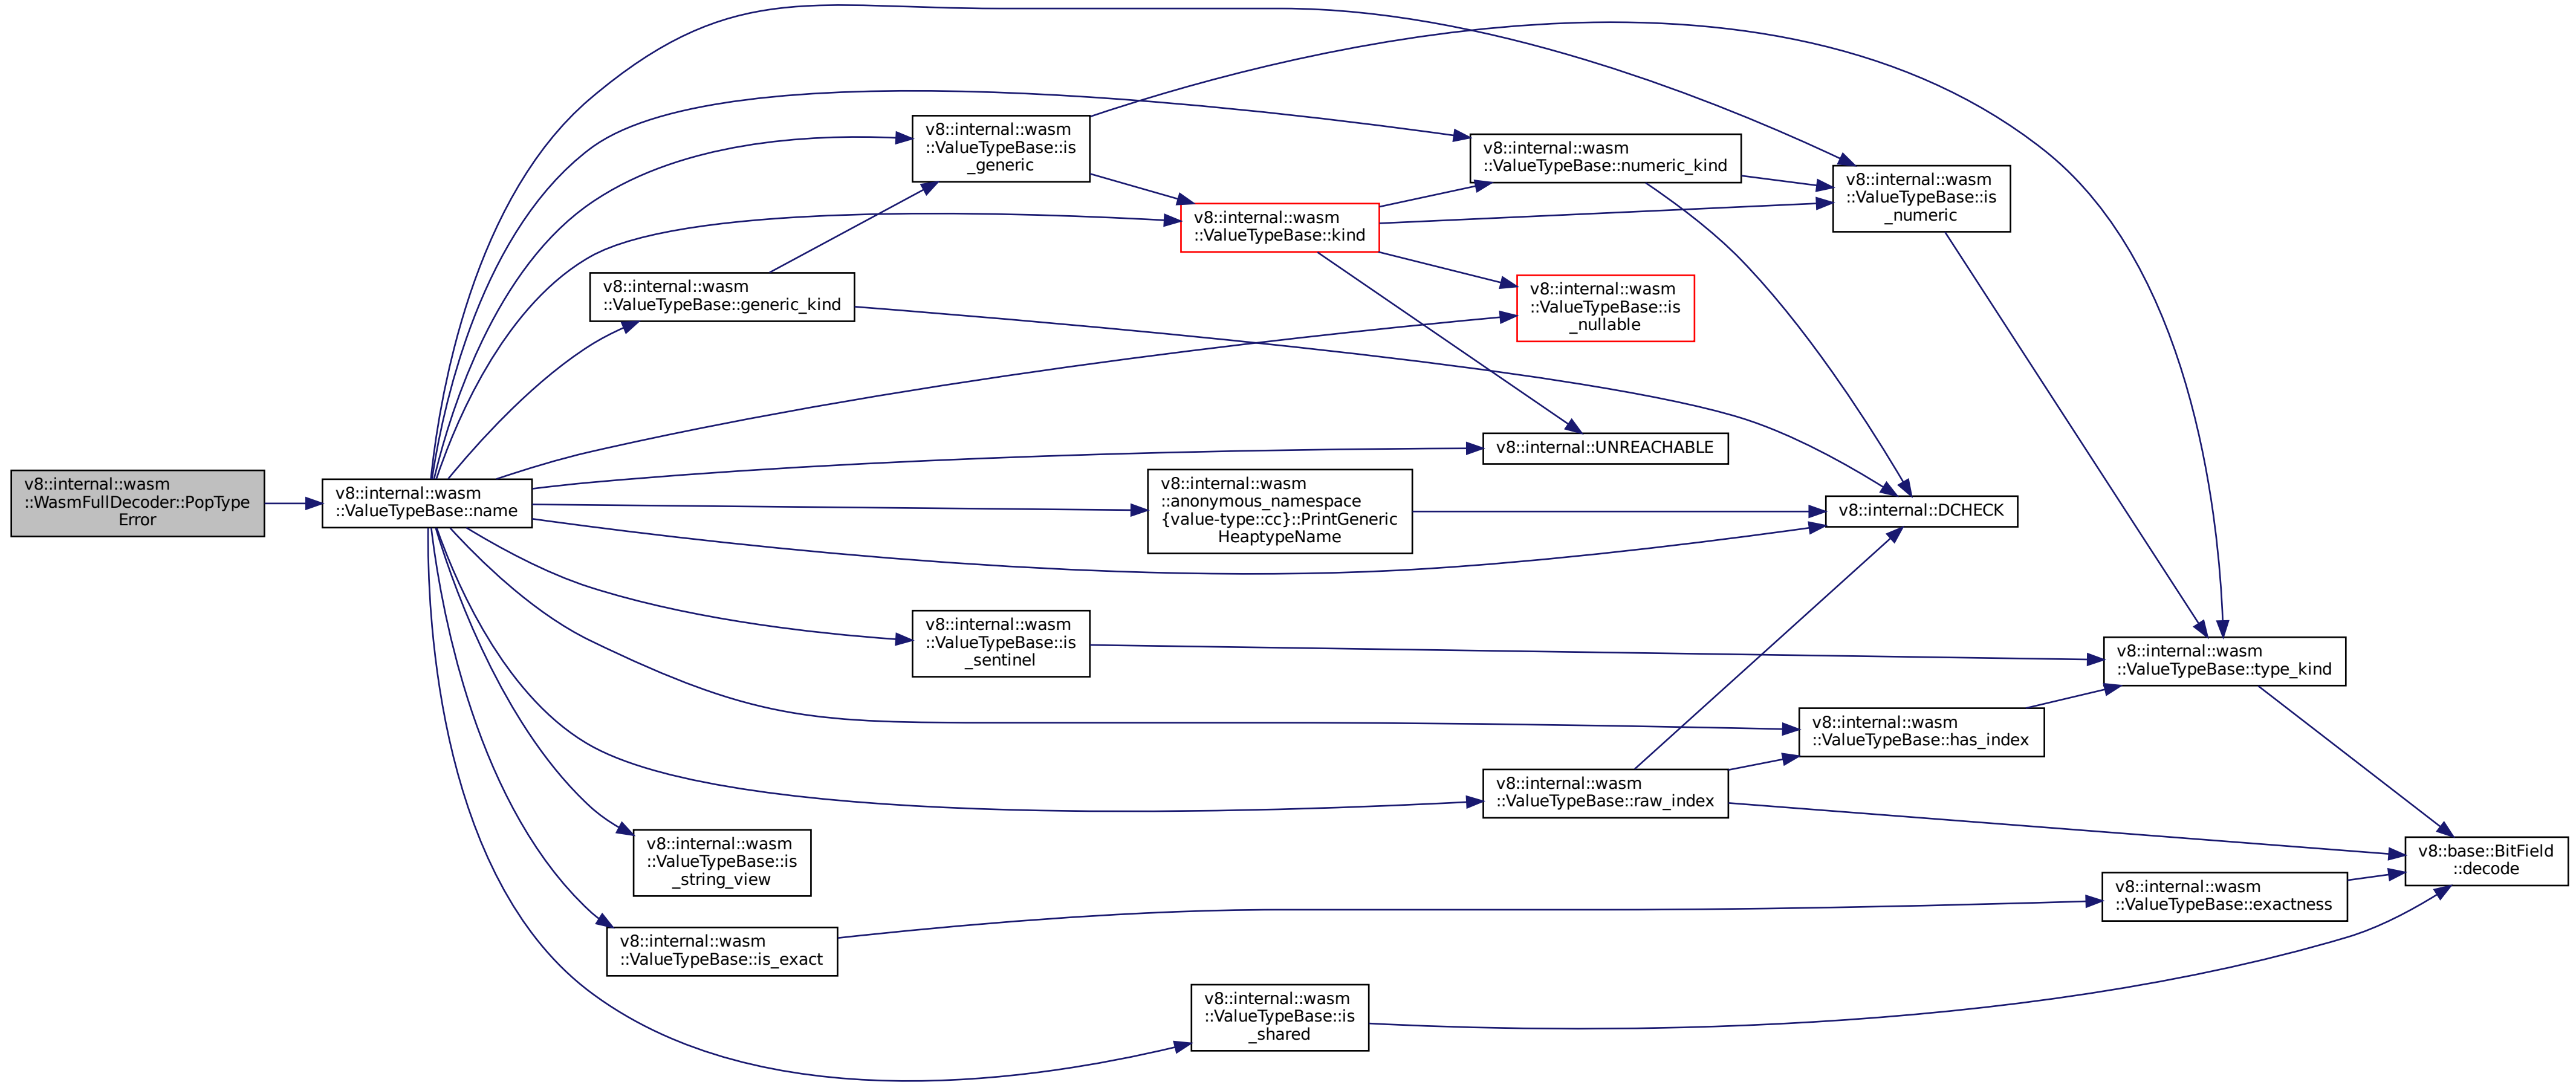 v8::internal::wasm
::WasmFullDecoder::PopType
Error
v8::internal::wasm
::ValueTypeBase::name
v8::internal::wasm
::ValueTypeBase::is
_generic
v8::internal::wasm
::ValueTypeBase::generic_kind
v8::internal::wasm
::ValueTypeBase::kind
v8::internal::wasm
::ValueTypeBase::numeric_kind
v8::internal::wasm
::ValueTypeBase::is
_numeric
v8::internal::wasm
::ValueTypeBase::is
_nullable
v8::internal::UNREACHABLE
v8::internal::wasm
::anonymous_namespace
{value-type::cc}::PrintGeneric
HeaptypeName
v8::internal::DCHECK
v8::internal::wasm
::ValueTypeBase::is
_sentinel
v8::internal::wasm
::ValueTypeBase::type_kind
v8::internal::wasm
::ValueTypeBase::has_index
v8::internal::wasm
::ValueTypeBase::raw_index
v8::internal::wasm
::ValueTypeBase::is
_string_view
v8::base::BitField
::decode
v8::internal::wasm
::ValueTypeBase::exactness
v8::internal::wasm
::ValueTypeBase::is_exact
v8::internal::wasm
::ValueTypeBase::is
_shared